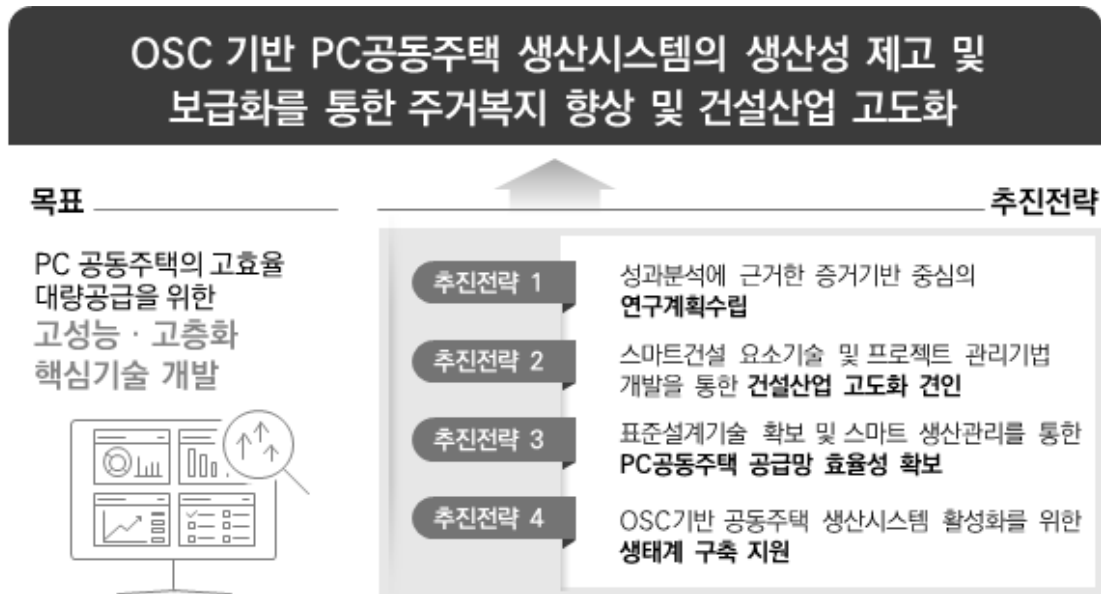 OSC 기반 PC공동주택 생산시스템의 생산성 제고 및
보급화를 통한 주거복지 향상 및 건설산업 고도화
목표
PC 공동주택의 고효율
대량공급을 위한
고성능 · 고층화
핵심기술 개발
추진전략
추진전략 1
성과분석에 근거한 증거기반 중심의
연구계획수립
추진전략 2
스마트건설 요소기술 및 프로젝트 관리기법
개발을 통한 건설산업 고도화 견인
추진전략 3
표준설계기술 확보 및 스마트 생산관리를 통한
PC공동주택 공급망 효율성 확보
추진전략 4
OSC기반 공동주택 생산시스템 활성화를 위한
생태계 구축 지원